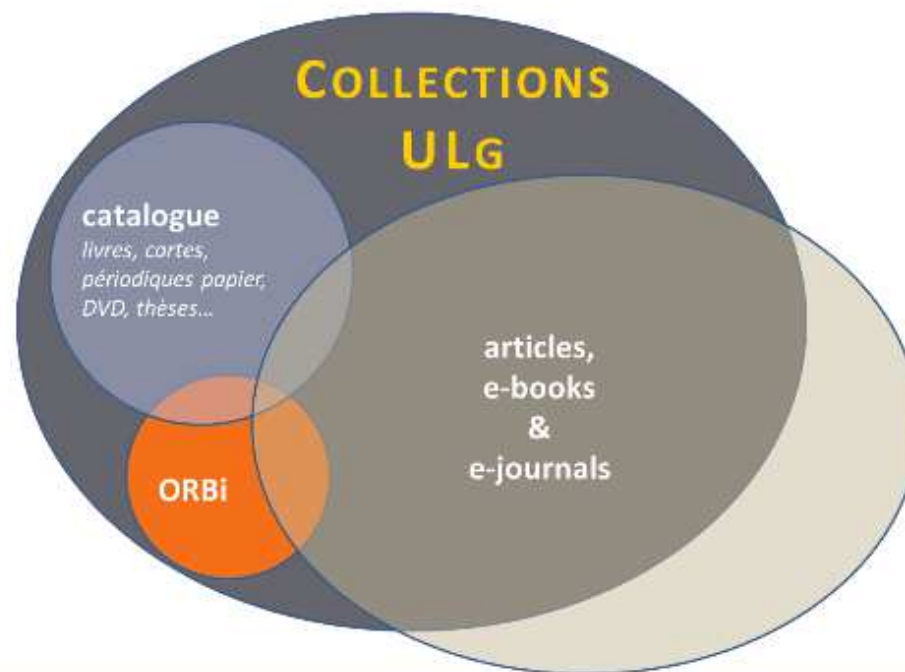 COLLECTIONS
ULG
catalogue
livres, cartes,
périodiques papier,
DVD, thèses...
articles,
e-books
&
e-journals
ORBi